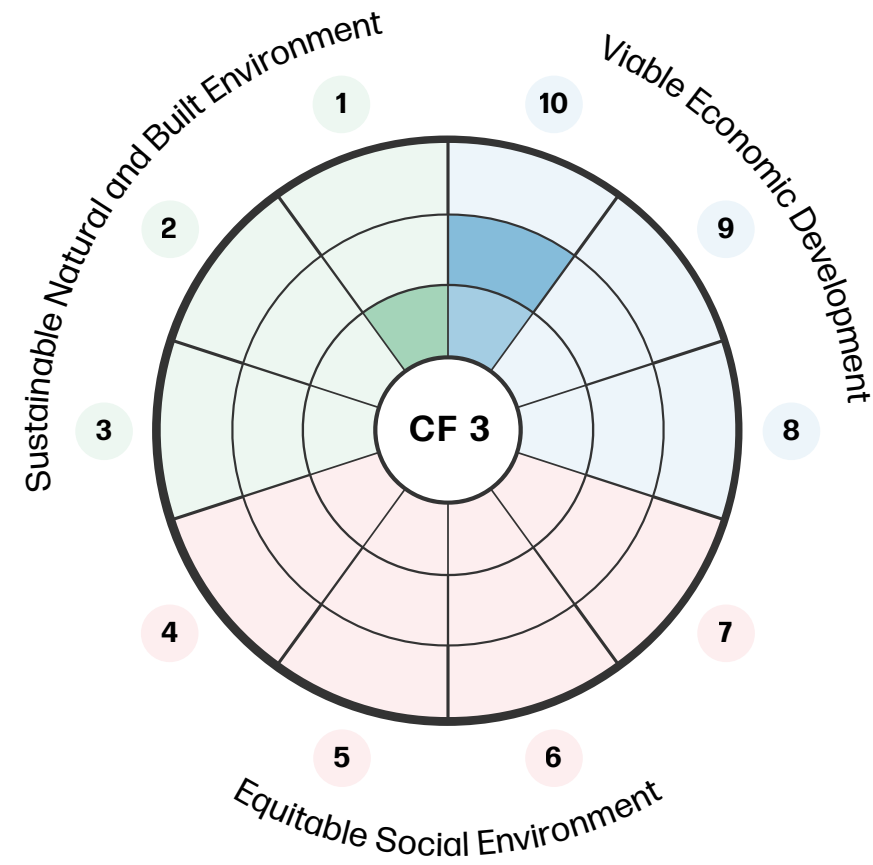 Sustainable Natural and Built Environment
Viable Economic Development
1
10
2
9
CF 3
3
8
4
7
5
6
Equitable Social Environment